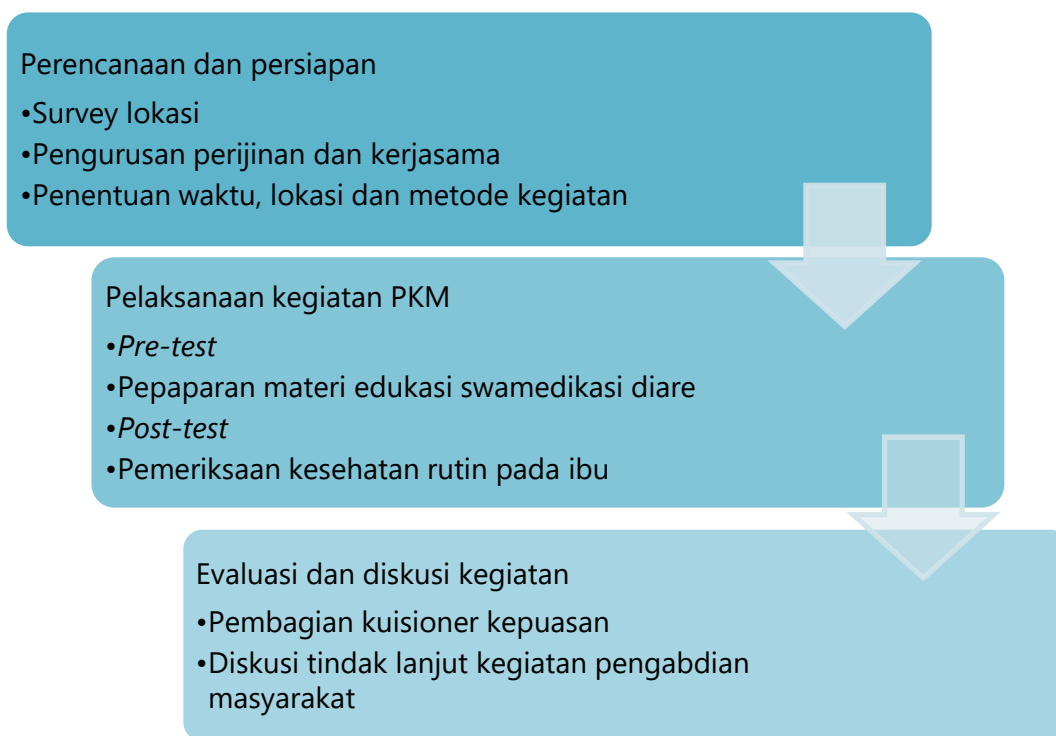 Perencanaan dan persiapan
•Survey lokasi
•Pengurusan perijinan dan kerjasama
•Penentuan waktu, lokasi dan metode kegiatan
Pelaksanaan kegiatan PKM
•Pre-test
•Pepaparan materi edukasi swamedikasi diare
•Post-test
•Pemeriksaan kesehatan rutin pada ibu
Evaluasi dan diskusi kegiatan
•Pembagian kuisioner kepuasan
•Diskusi tindak lanjut kegiatan pengabdian
masyarakat